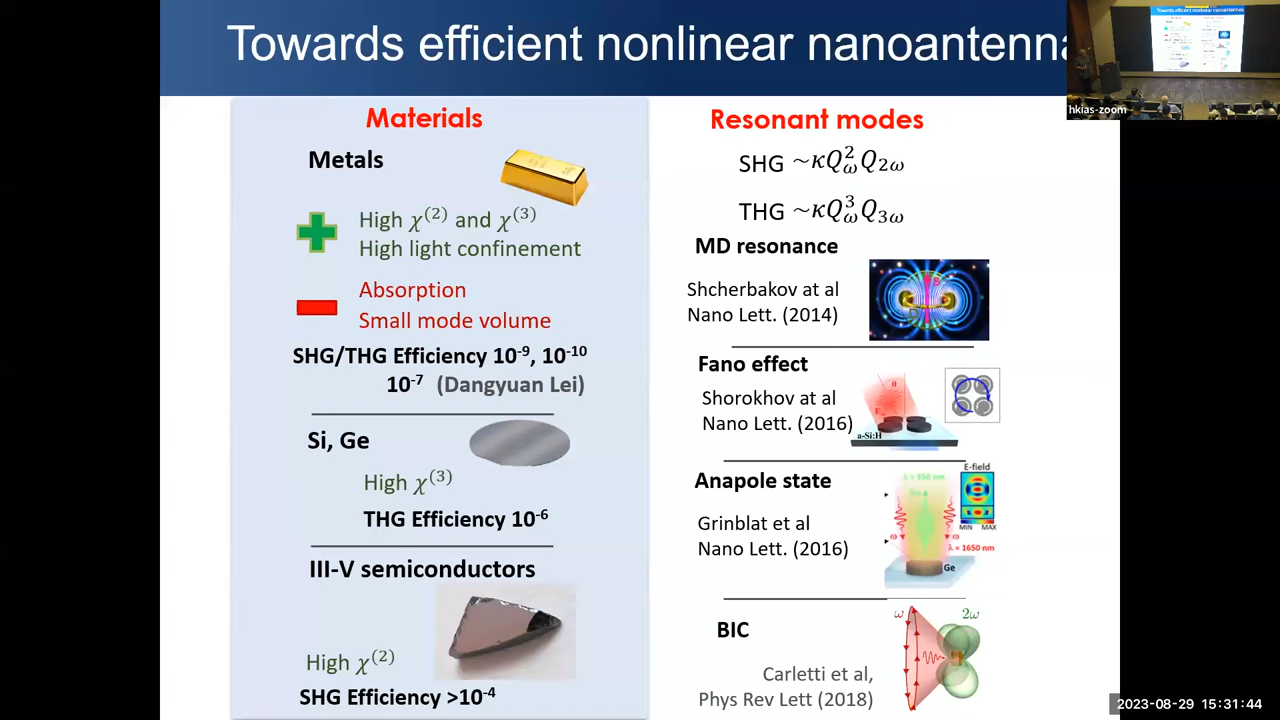 Towards efficient nonlinear nanoantenna
hkias-zoom
Materials
Metals
High χ(2) and χ(3)
High light confinement
Absorption
Small mode volume
SHG/THG Efficiency 10-9, 10-10
10-7 (Dangyuan Lei)
Si, Ge
High χ(3)
THG Efficiency 10-6
III-V semiconductors
High χ(2)
SHG Efficiency >10-4
Resonant modes
SHG ~κQ²ωQ2ω
THG ~κQ³ωQ3ω
MD resonance
Shcherbakov at al
Nano Lett. (2014)
Fano effect
Shorokhov at al
Nano Lett. (2016)
θ
a-Si:H
Anapole state
Grinblat et al
Nano Lett. (2016)
E-field
MIN MAX
λ = 550 nm
3ω
ω ω
λ = 1650 nm
Ge
BIC
Carletti et al,
Phys Rev Lett (2018)
ω 2ω
2023-08-29 15:31:44